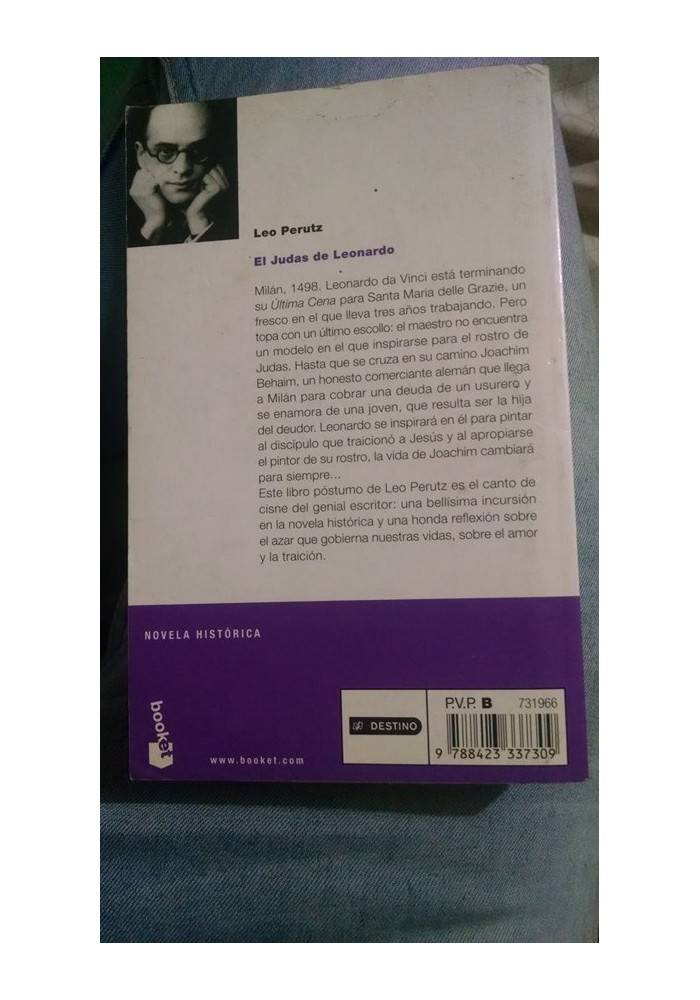 Leo Perutz
El Judas de Leonardo
Milán, 1498. Leonardo da Vinci está terminando
su Última Cena para Santa Maria delle Grazie, un
fresco en el que lleva tres años trabajando. Pero
topa con un último escollo: el maestro no encuentra
un modelo en el que inspirarse para el rostro de
Judas. Hasta que se cruza en su camino Joachim
Behaim, un honesto comerciante alemán que llega
a Milán para cobrar una deuda de un usurero y
se enamora de una joven, que resulta ser la hija
del deudor. Leonardo se inspirará en él para pintar
al discípulo que traicionó a Jesús y al apropiarse
el pintor de su rostro, la vida de Joachim cambiará
para siempre...
Este libro póstumo de Leo Perutz es el canto de
cisne del genial escritor: una bellísima incursión
en la novela histórica y una honda reflexión sobre
el azar que gobierna nuestras vidas, sobre el amor
y la traición.
NOVELA HISTÓRICA
booket
www.booket.com
DESTINO
P.V.P. B 731966
9 788423 337309